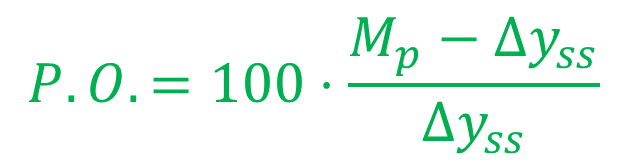 P.O.= 100 · (M_p − Δy_ss) / Δy_ss